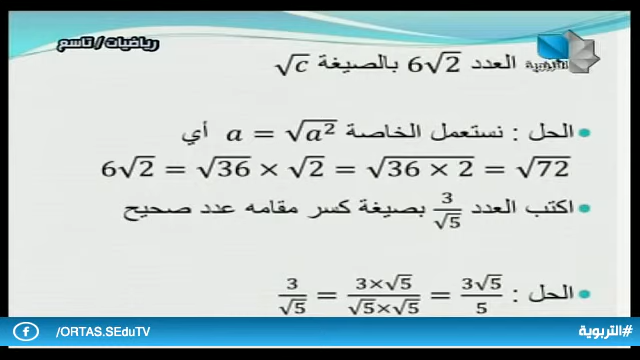 رياضيات / تاسع
التربوية
العدد 6√2 بالصيغة √c
الحل : نستعمل الخاصة a = √a² أي
6√2 = √36 × √2 = √(36 × 2) = √72
اكتب العدد 3/√5 بصيغة كسر مقامه عدد صحيح
الحل : 3/√5 = (3×√5)/(√5×√5) = 3√5/5
/ORTAS.SEduTV
#التربوية